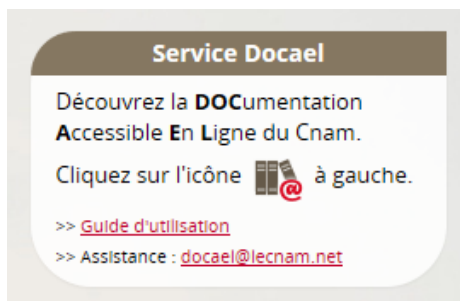 Service Docael
Découvrez la DOCumentation
Accessible En Ligne du Cnam.
Cliquez sur l'icône @ à gauche.
>> Guide d'utilisation
>> Assistance : docael@lecnam.net